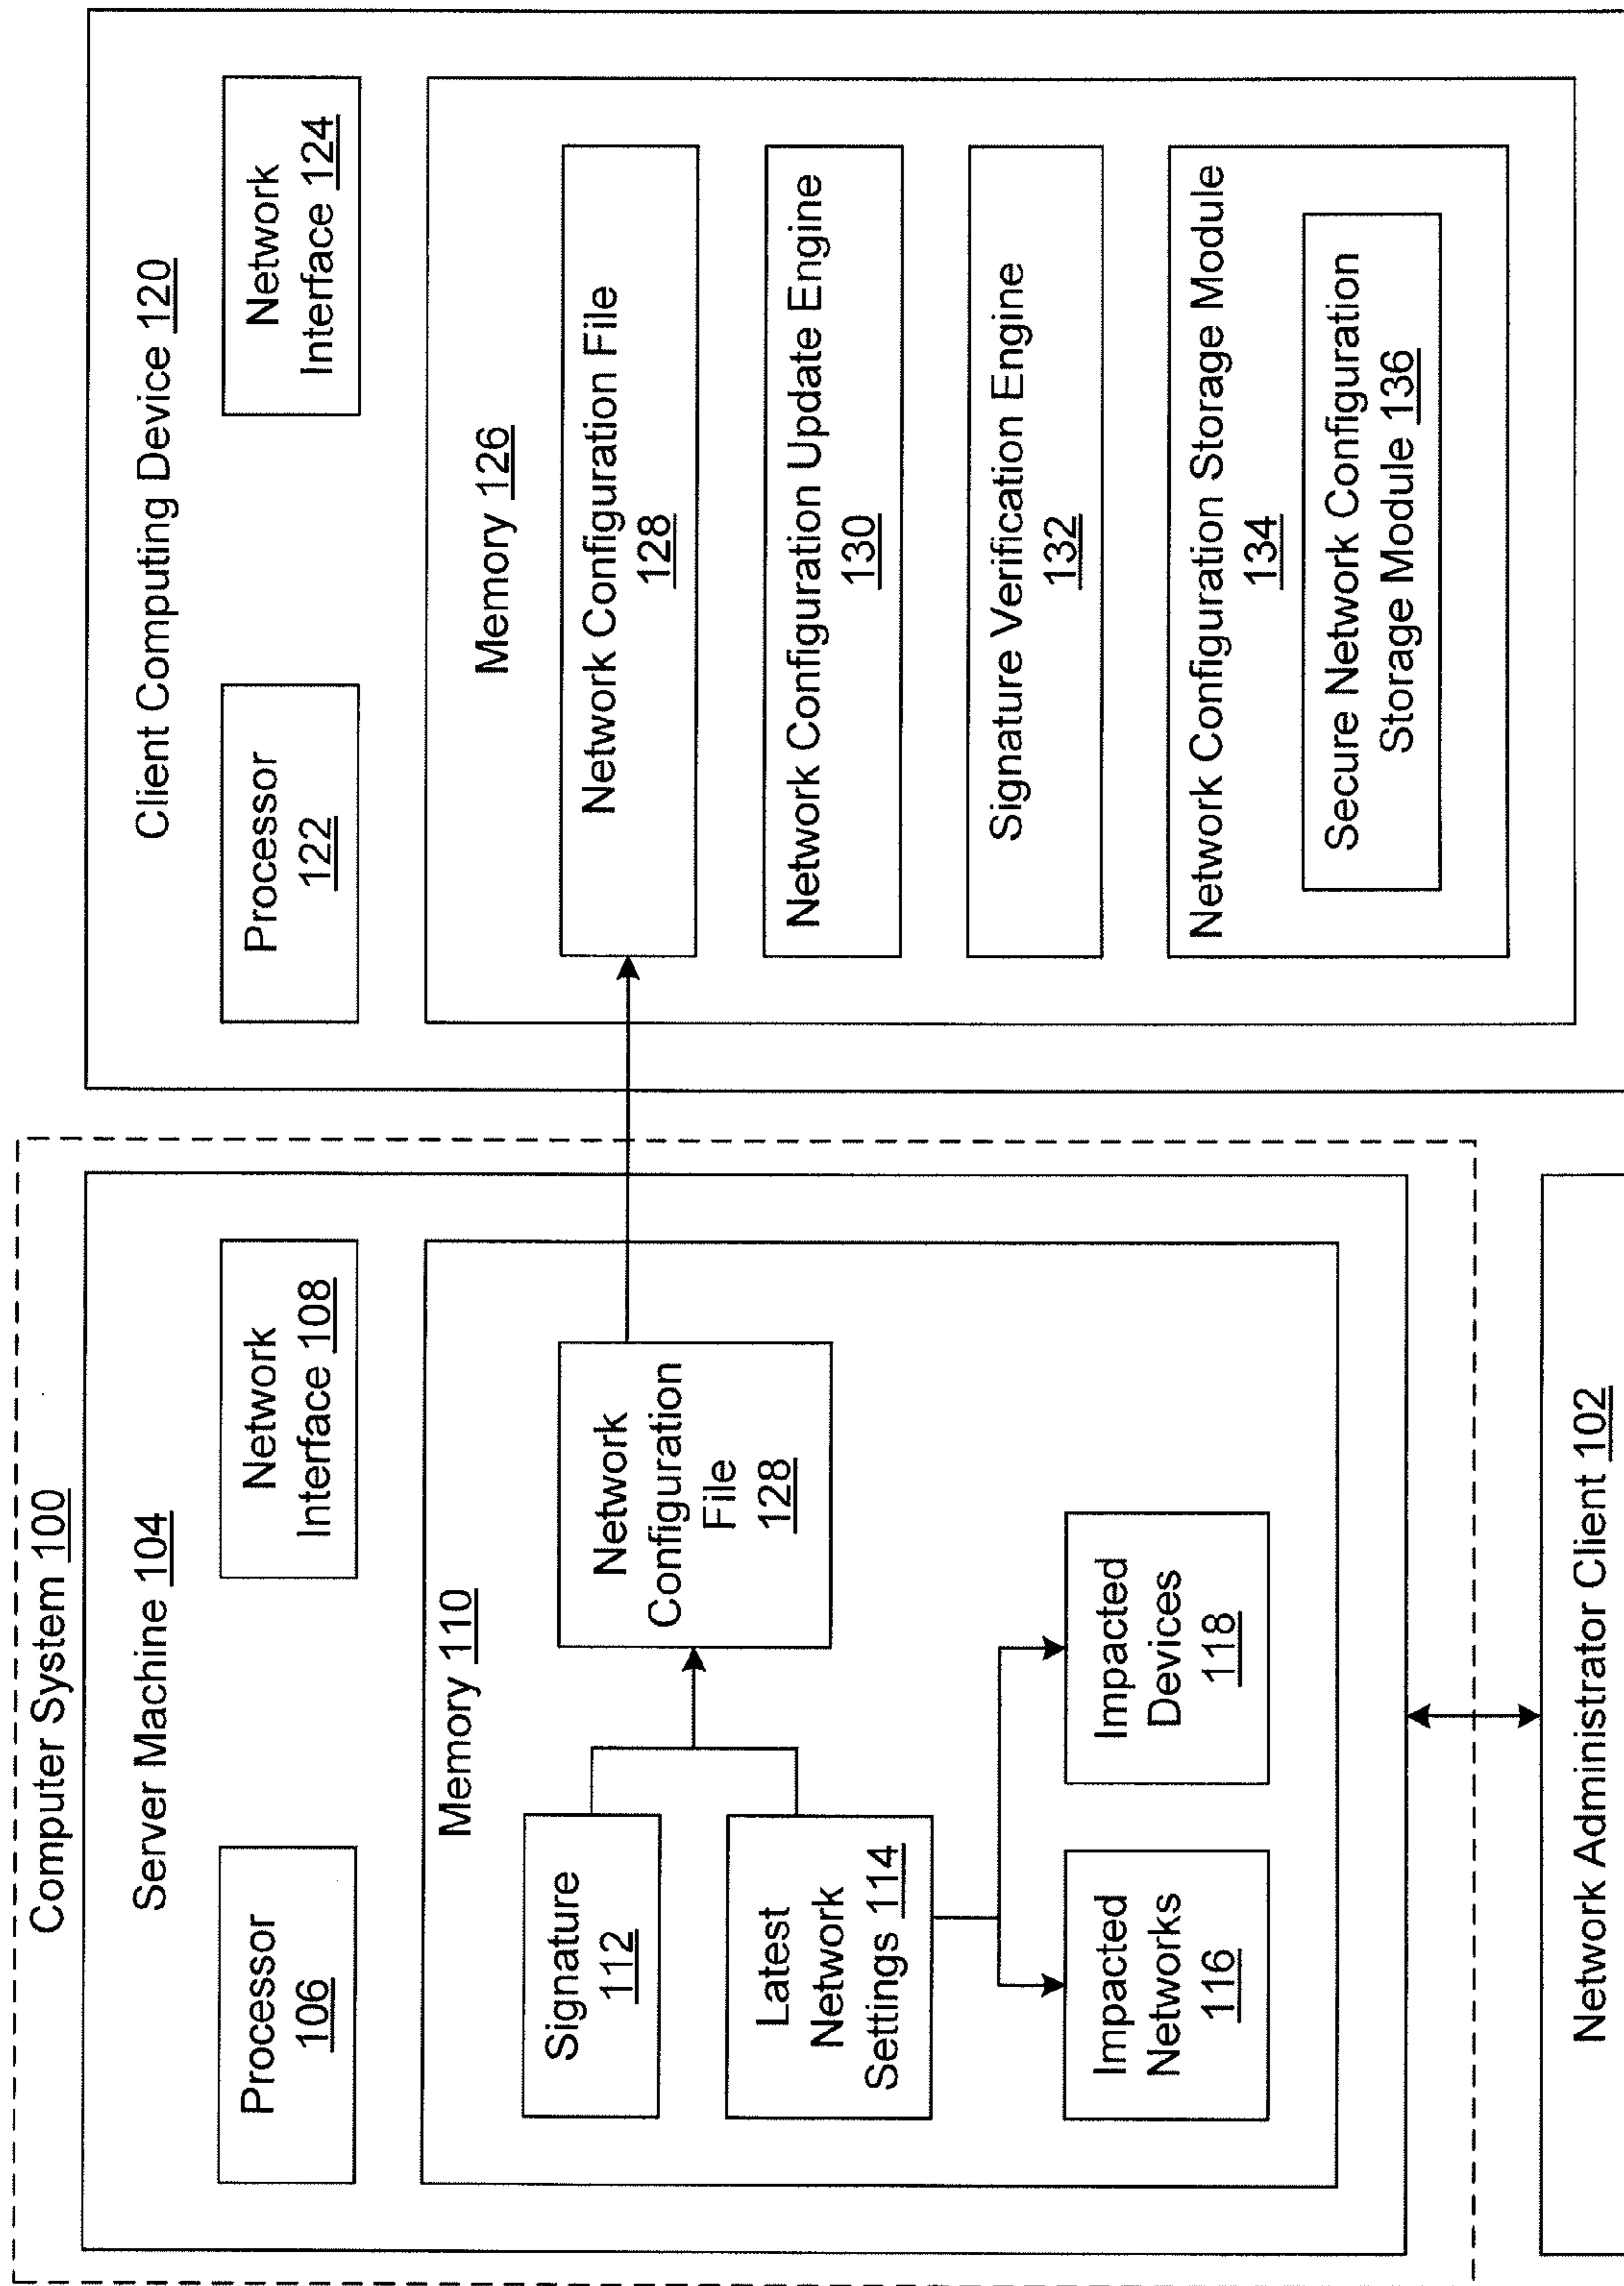 Computer System 100
Server Machine 104
Processor
106
Network
Interface 108
Memory 110
Signature
112
Latest
Network
Settings 114
Network
Configuration
File
128
Impacted
Networks
116
Impacted
Devices
118
Network Administrator Client 102
Client Computing Device 120
Processor
122
Network
Interface 124
Memory 126
Network Configuration File
128
Network Configuration Update Engine
130
Signature Verification Engine
132
Network Configuration Storage Module
134
Secure Network Configuration
Storage Module 136